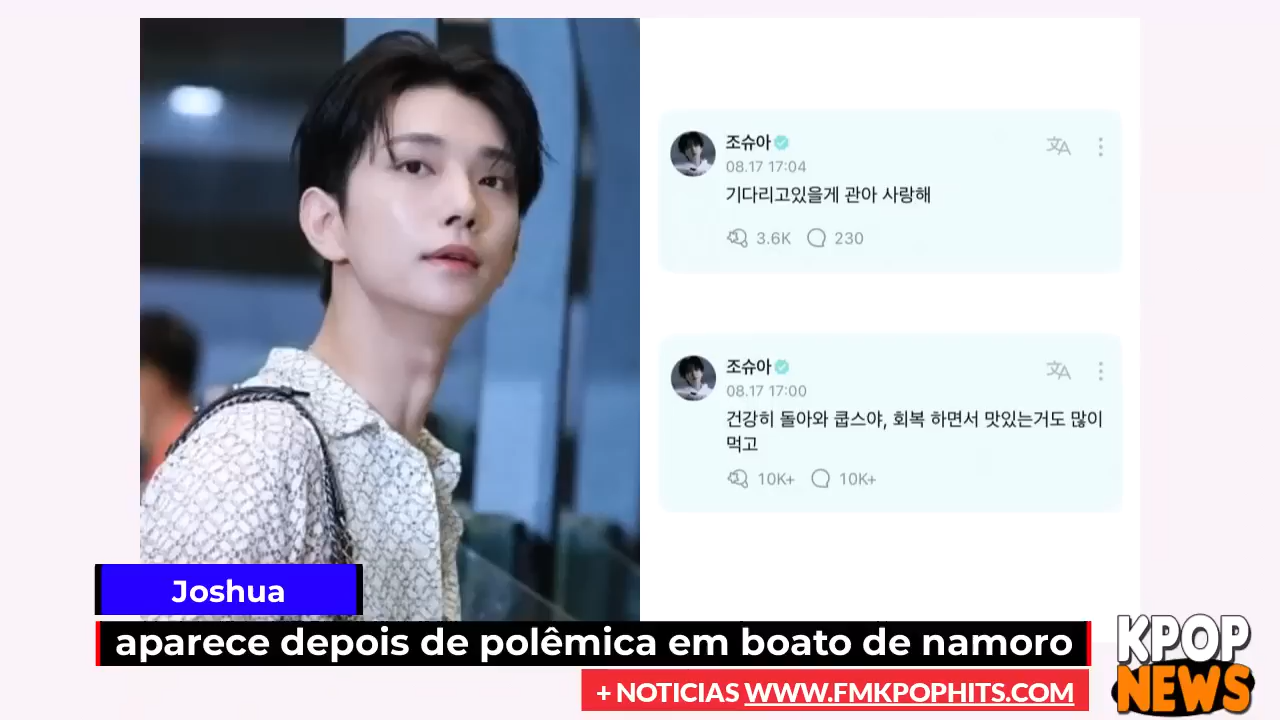 조슈아
08.17 17:04
기다리고있을게 관아 사랑해
3.6K 230
조슈아
08.17 17:00
건강히 돌아와 쿱스야, 회복 하면서 맛있는거도 많이
먹고
10K+ 10K+
Joshua
aparece depois de polêmica em boato de namoro
+ NOTICIAS WWW.FMKPOPHITS.COM
KPOP
NEWS